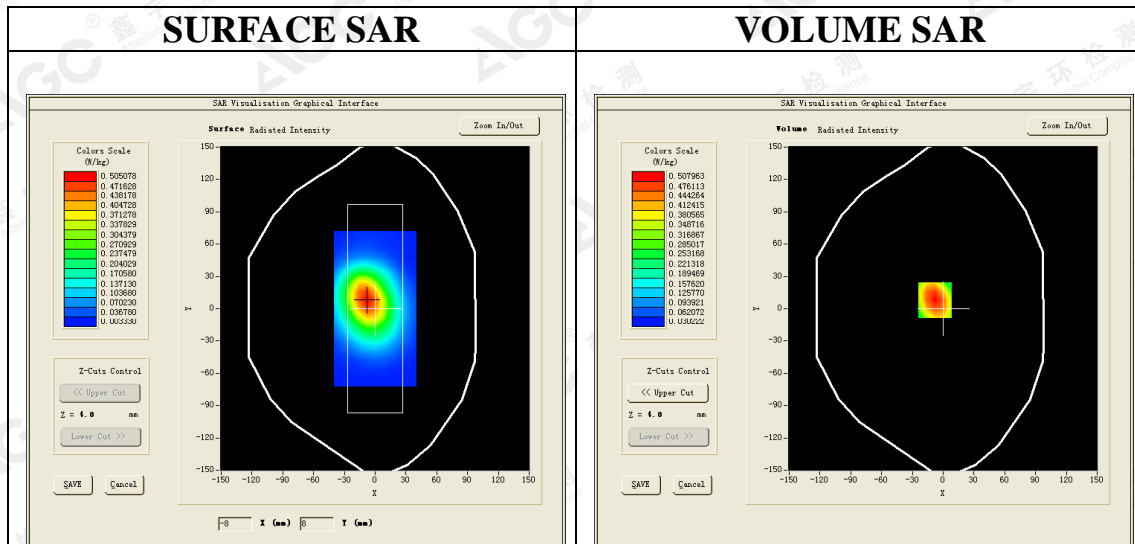 SURFACE SAR
VOLUME SAR
SAR Visualisation Graphical Interface
Surface Radiated Intensity
Zoom In/Out
Colors Scale
(W/kg)
0.505078
0.471628
0.438178
0.404728
0.371278
0.337829
0.304379
0.270929
0.237479
0.204029
0.170580
0.137130
0.103680
0.070230
0.036780
0.003330
150
120
90
60
30
0
-30
-60
-90
-120
-150
Y
-150 -120 -90 -60 -30 0 30 60 90 120 150
X
Z-Cuts Control
<< Upper Cut
Z = 4.0 mm
Lower Cut >>
SAVE Cancel
-8 X (mm) 8 Y (mm)
SAR Visualisation Graphical Interface
Volume Radiated Intensity
Zoom In/Out
Colors Scale
(W/kg)
0.507963
0.476113
0.444264
0.412415
0.380565
0.348716
0.316867
0.285017
0.253168
0.221318
0.189469
0.157620
0.125770
0.093921
0.062072
0.030222
150
120
90
60
30
0
-30
-60
-90
-120
-150
Y
-150 -120 -90 -60 -30 0 30 60 90 120 150
X
Z-Cuts Control
<< Upper Cut
Z = 4.0 mm
Lower Cut >>
SAVE Cancel